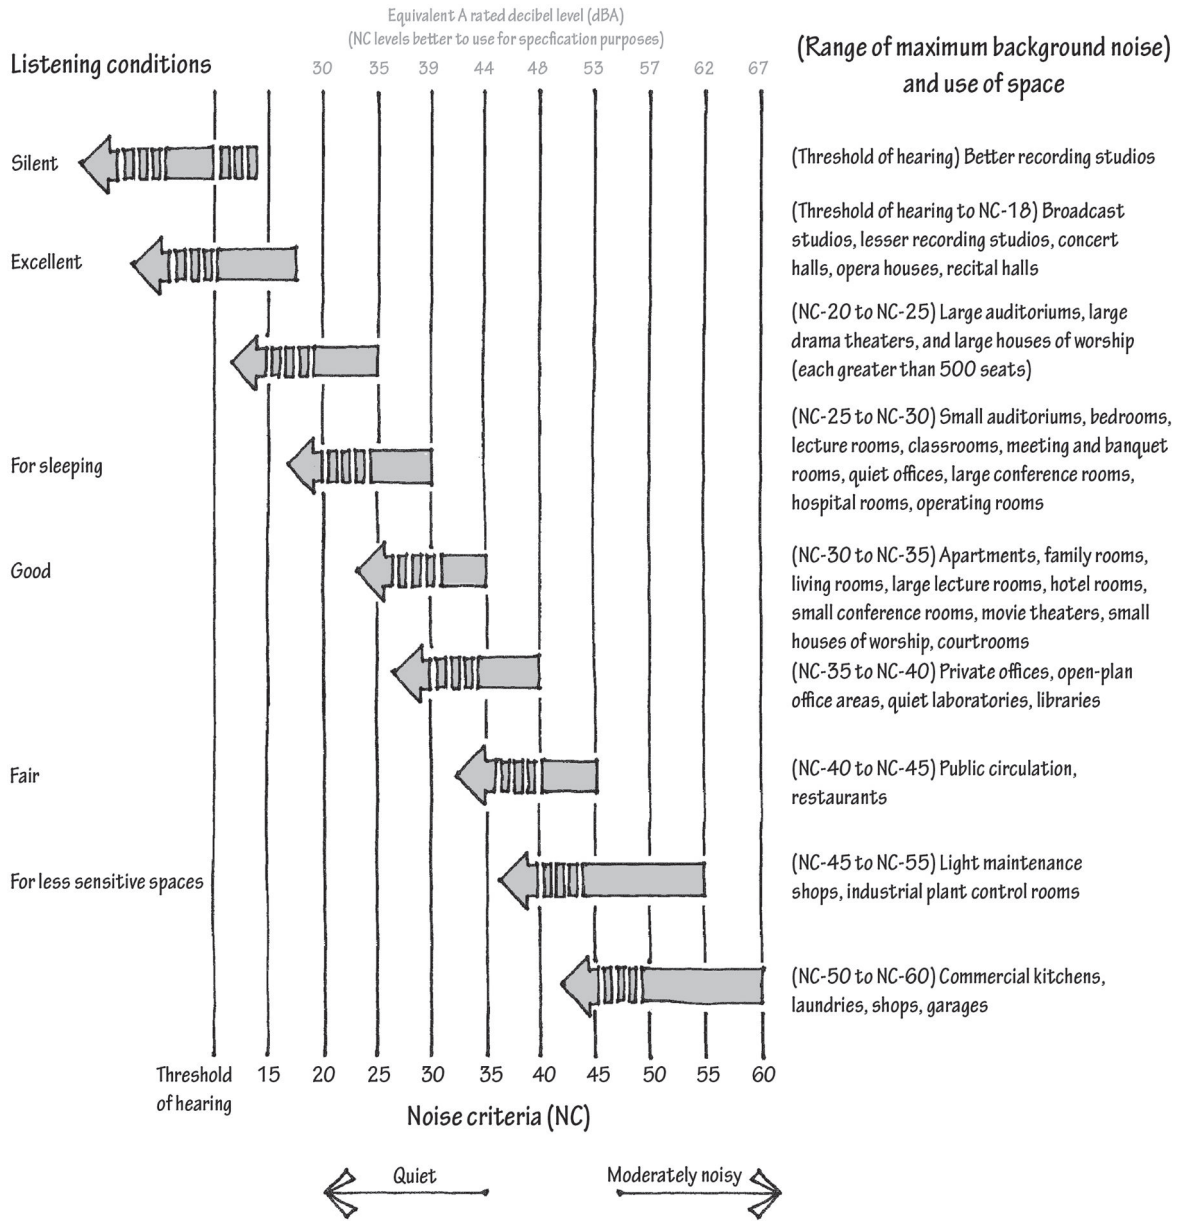 Equivalent A rated decibel level (dBA)
(NC levels better to use for specfication purposes)
(Range of maximum background noise)
and use of space
Listening conditions
30 35 39 44 48 53 57 62 67
Silent
(Threshold of hearing) Better recording studios
Excellent
(Threshold of hearing to NC-18) Broadcast
studios, lesser recording studios, concert
halls, opera houses, recital halls
(NC-20 to NC-25) Large auditoriums, large
drama theaters, and large houses of worship
(each greater than 500 seats)
For sleeping
(NC-25 to NC-30) Small auditoriums, bedrooms,
lecture rooms, classrooms, meeting and banquet
rooms, quiet offices, large conference rooms,
hospital rooms, operating rooms
Good
(NC-30 to NC-35) Apartments, family rooms,
living rooms, large lecture rooms, hotel rooms,
small conference rooms, movie theaters, small
houses of worship, courtrooms
(NC-35 to NC-40) Private offices, open-plan
office areas, quiet laboratories, libraries
Fair
(NC-40 to NC-45) Public circulation,
restaurants
For less sensitive spaces
(NC-45 to NC-55) Light maintenance
shops, industrial plant control rooms
(NC-50 to NC-60) Commercial kitchens,
laundries, shops, garages
Threshold
of hearing
15 20 25 30 35 40 45 50 55 60
Noise criteria (NC)
Quiet
Moderately noisy